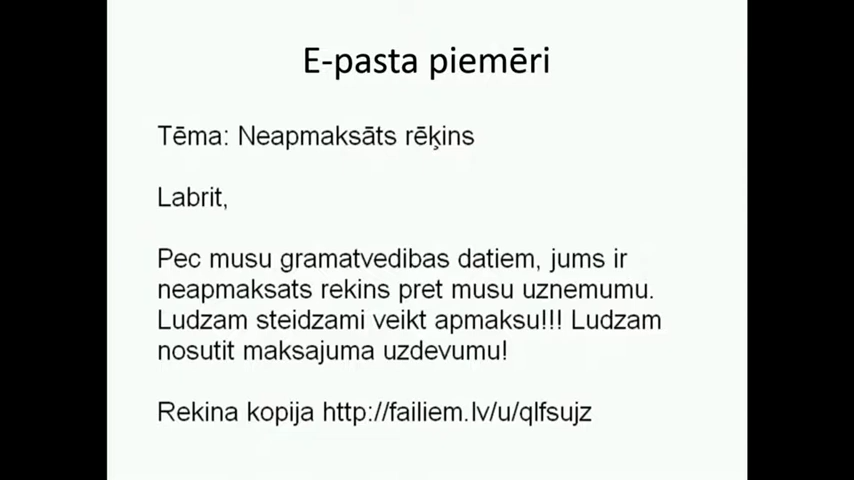 E-pasta piemēri
Tēma: Neapmaksāts rēķins
Labrit,
Pec musu gramatvedibas datiem, jums ir
neapmaksats rekins pret musu uznemumu.
Ludzam steidzami veikt apmaksu!!! Ludzam
nosutit maksajuma uzdevumu!
Rekina kopija http://failiem.lv/u/qlfsujz